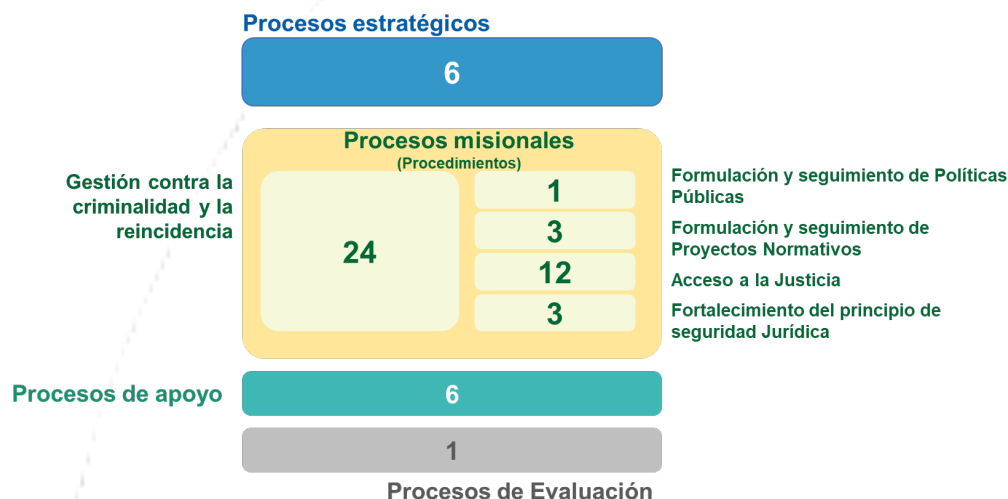 Procesos estratégicos
6
Procesos misionales
(Procedimientos)
Gestión contra la
criminalidad y la
reincidencia
24
1
Formulación y seguimiento de Políticas
Públicas
3
Formulación y seguimiento de
Proyectos Normativos
12
Acceso a la Justicia
3
Fortalecimiento del principio de
seguridad Jurídica
Procesos de apoyo
6
1
Procesos de Evaluación